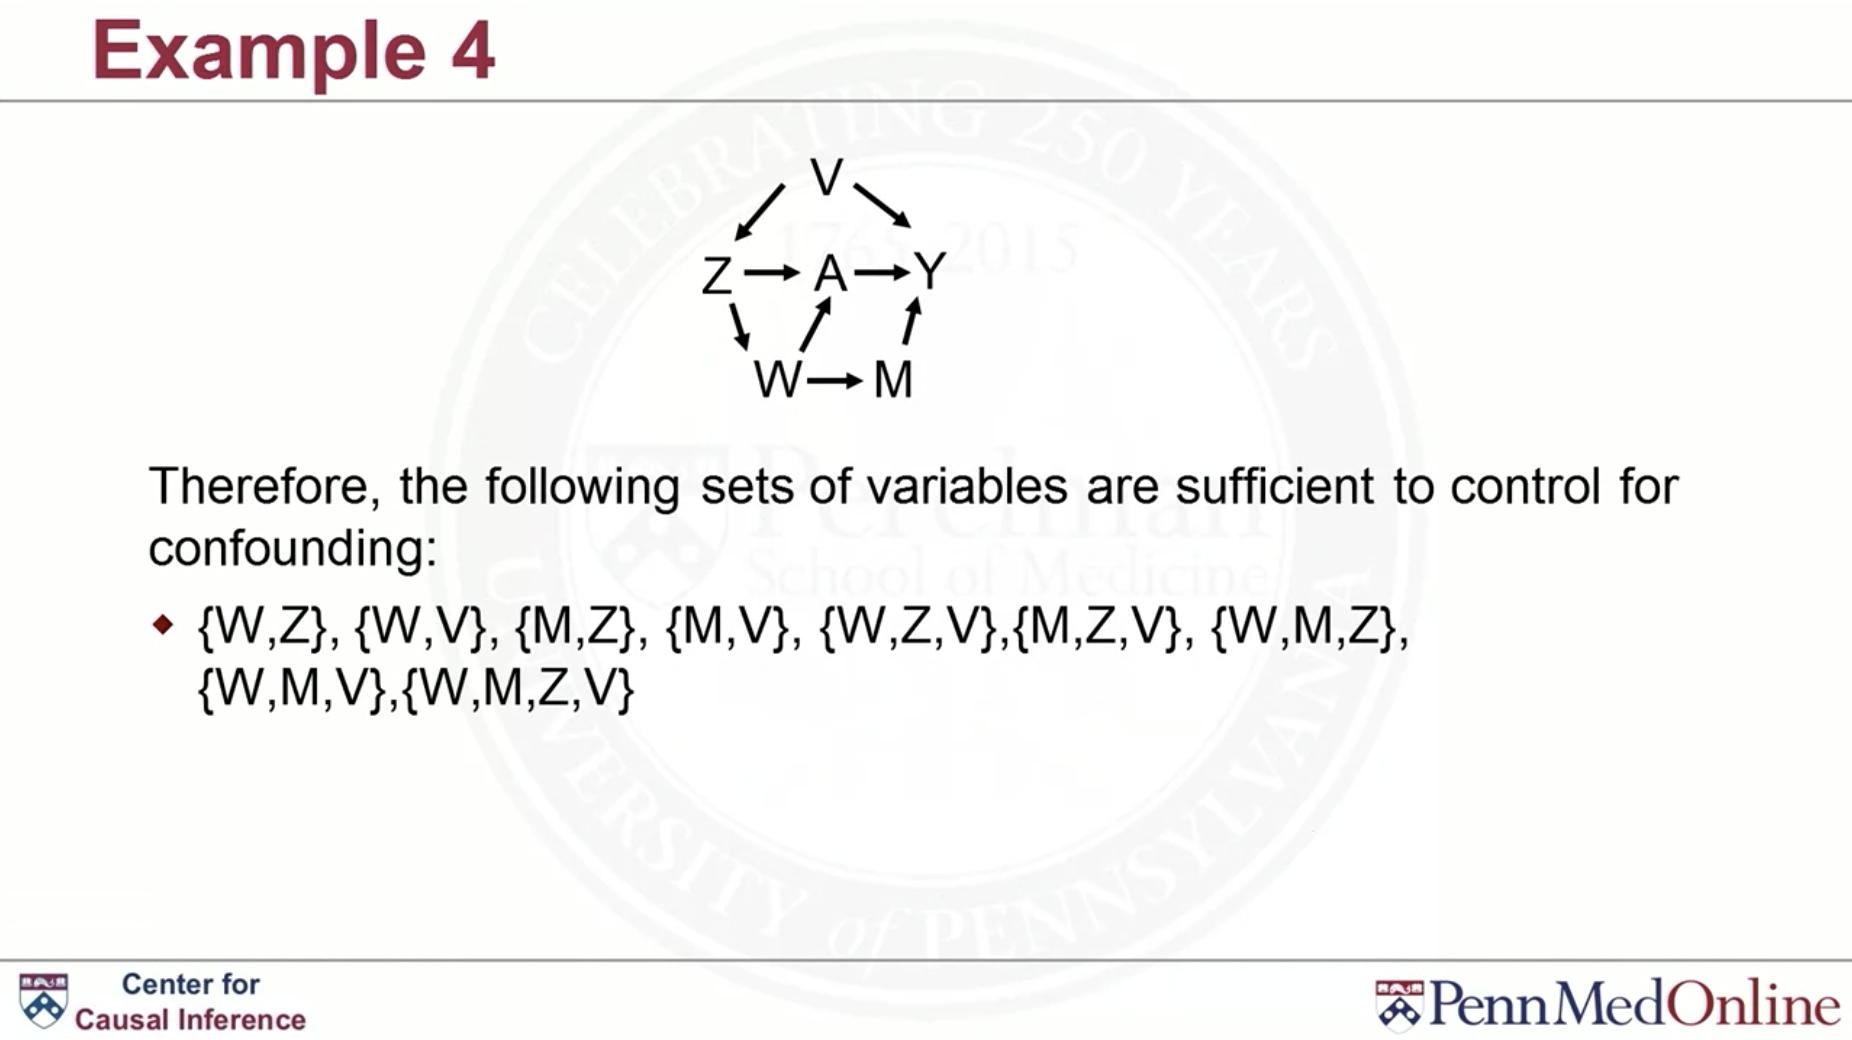 Example 4
V
Z A Y
W M
Therefore, the following sets of variables are sufficient to control for
confounding:
{W,Z}, {W,V}, {M,Z}, {M,V}, {W,Z,V},{M,Z,V}, {W,M,Z},
{W,M,V},{W,M,Z,V}
CELEBRATING 250 YEARS
1765 2015
Perelman
School of Medicine
UNIVERSITY of PENNSYLVANIA
Center for
Causal Inference
PennMedOnline